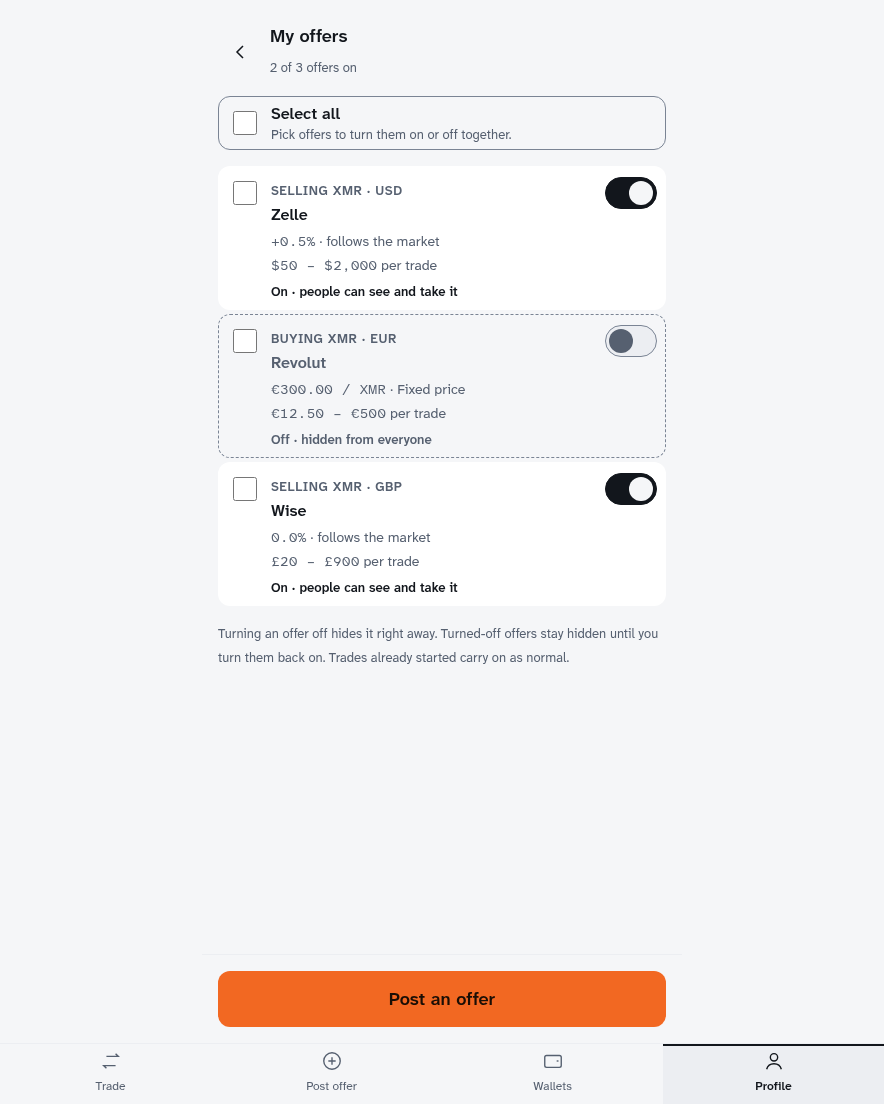 My offers
2 of 3 offers on
Select all
Pick offers to turn them on or off together.
SELLING XMR · USD
Zelle
+0.5% · follows the market
$50 – $2,000 per trade
On · people can see and take it
BUYING XMR · EUR
Revolut
€300.00 / XMR · Fixed price
€12.50 – €500 per trade
Off · hidden from everyone
SELLING XMR · GBP
Wise
0.0% · follows the market
£20 – £900 per trade
On · people can see and take it
Turning an offer off hides it right away. Turned-off offers stay hidden until you
turn them back on. Trades already started carry on as normal.
Post an offer
Trade
Post offer
Wallets
Profile